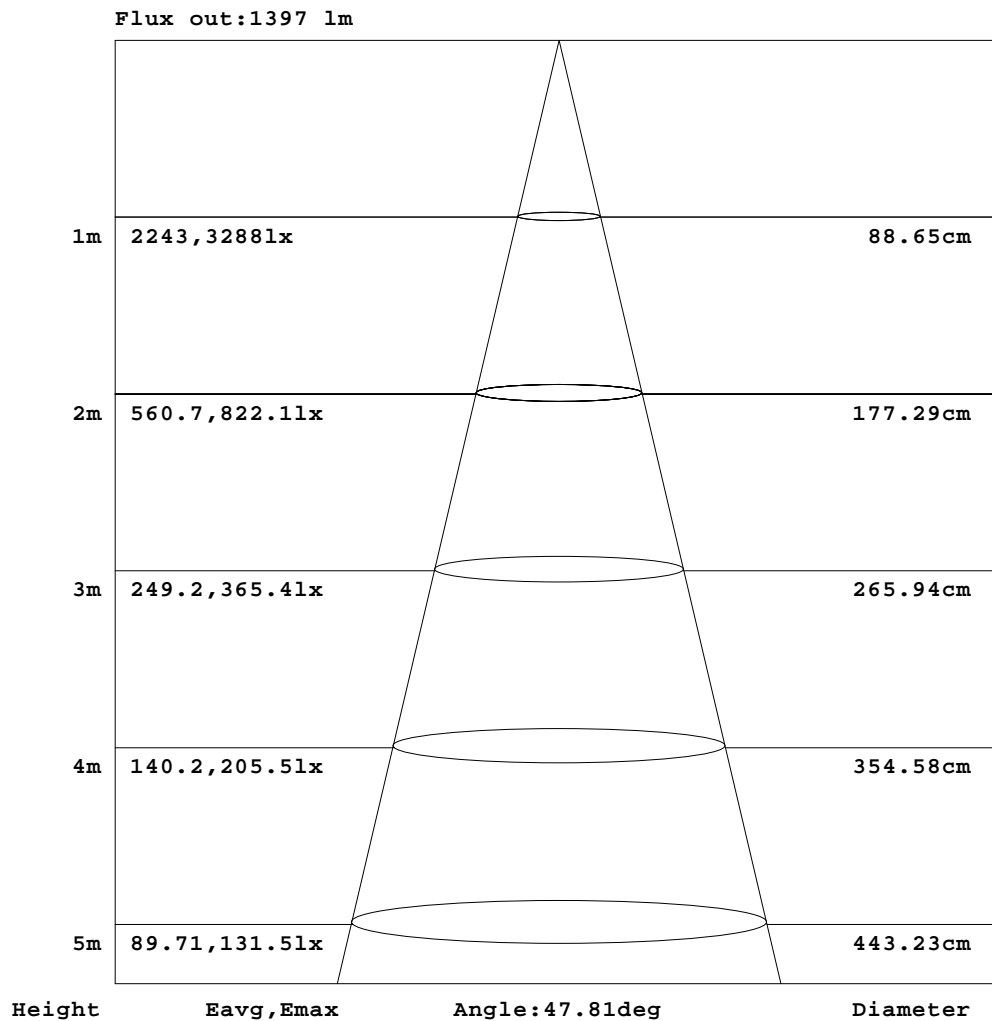 Flux out:1397 lm
1m 2243,3288lx 88.65cm
2m 560.7,822.1lx 177.29cm
3m 249.2,365.4lx 265.94cm
4m 140.2,205.5lx 354.58cm
5m 89.71,131.5lx 443.23cm
Height Eavg,Emax Angle:47.81deg Diameter